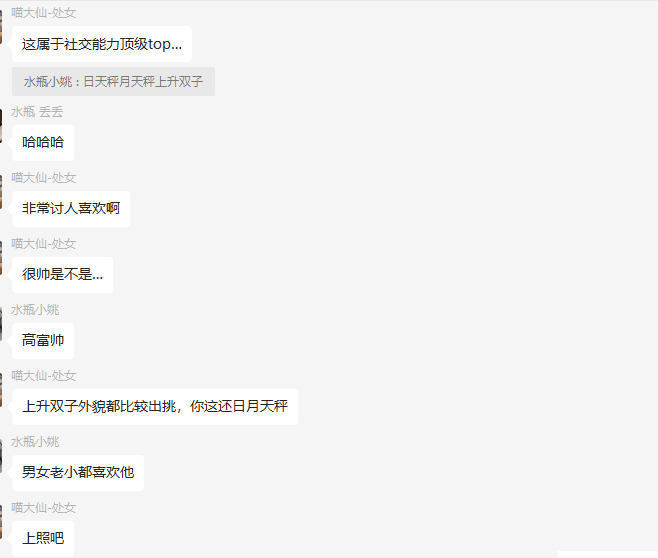 喵大仙-处女
这属于社交能力顶级top...
水瓶小姚：日天秤月天秤上升双子
水瓶 丢丢
哈哈哈
喵大仙-处女
非常讨人喜欢啊
喵大仙-处女
很帅是不是...
水瓶小姚
高富帅
喵大仙-处女
上升双子外貌都比较出挑，你这还日月天秤
水瓶小姚
男女老小都喜欢他
喵大仙-处女
上照吧